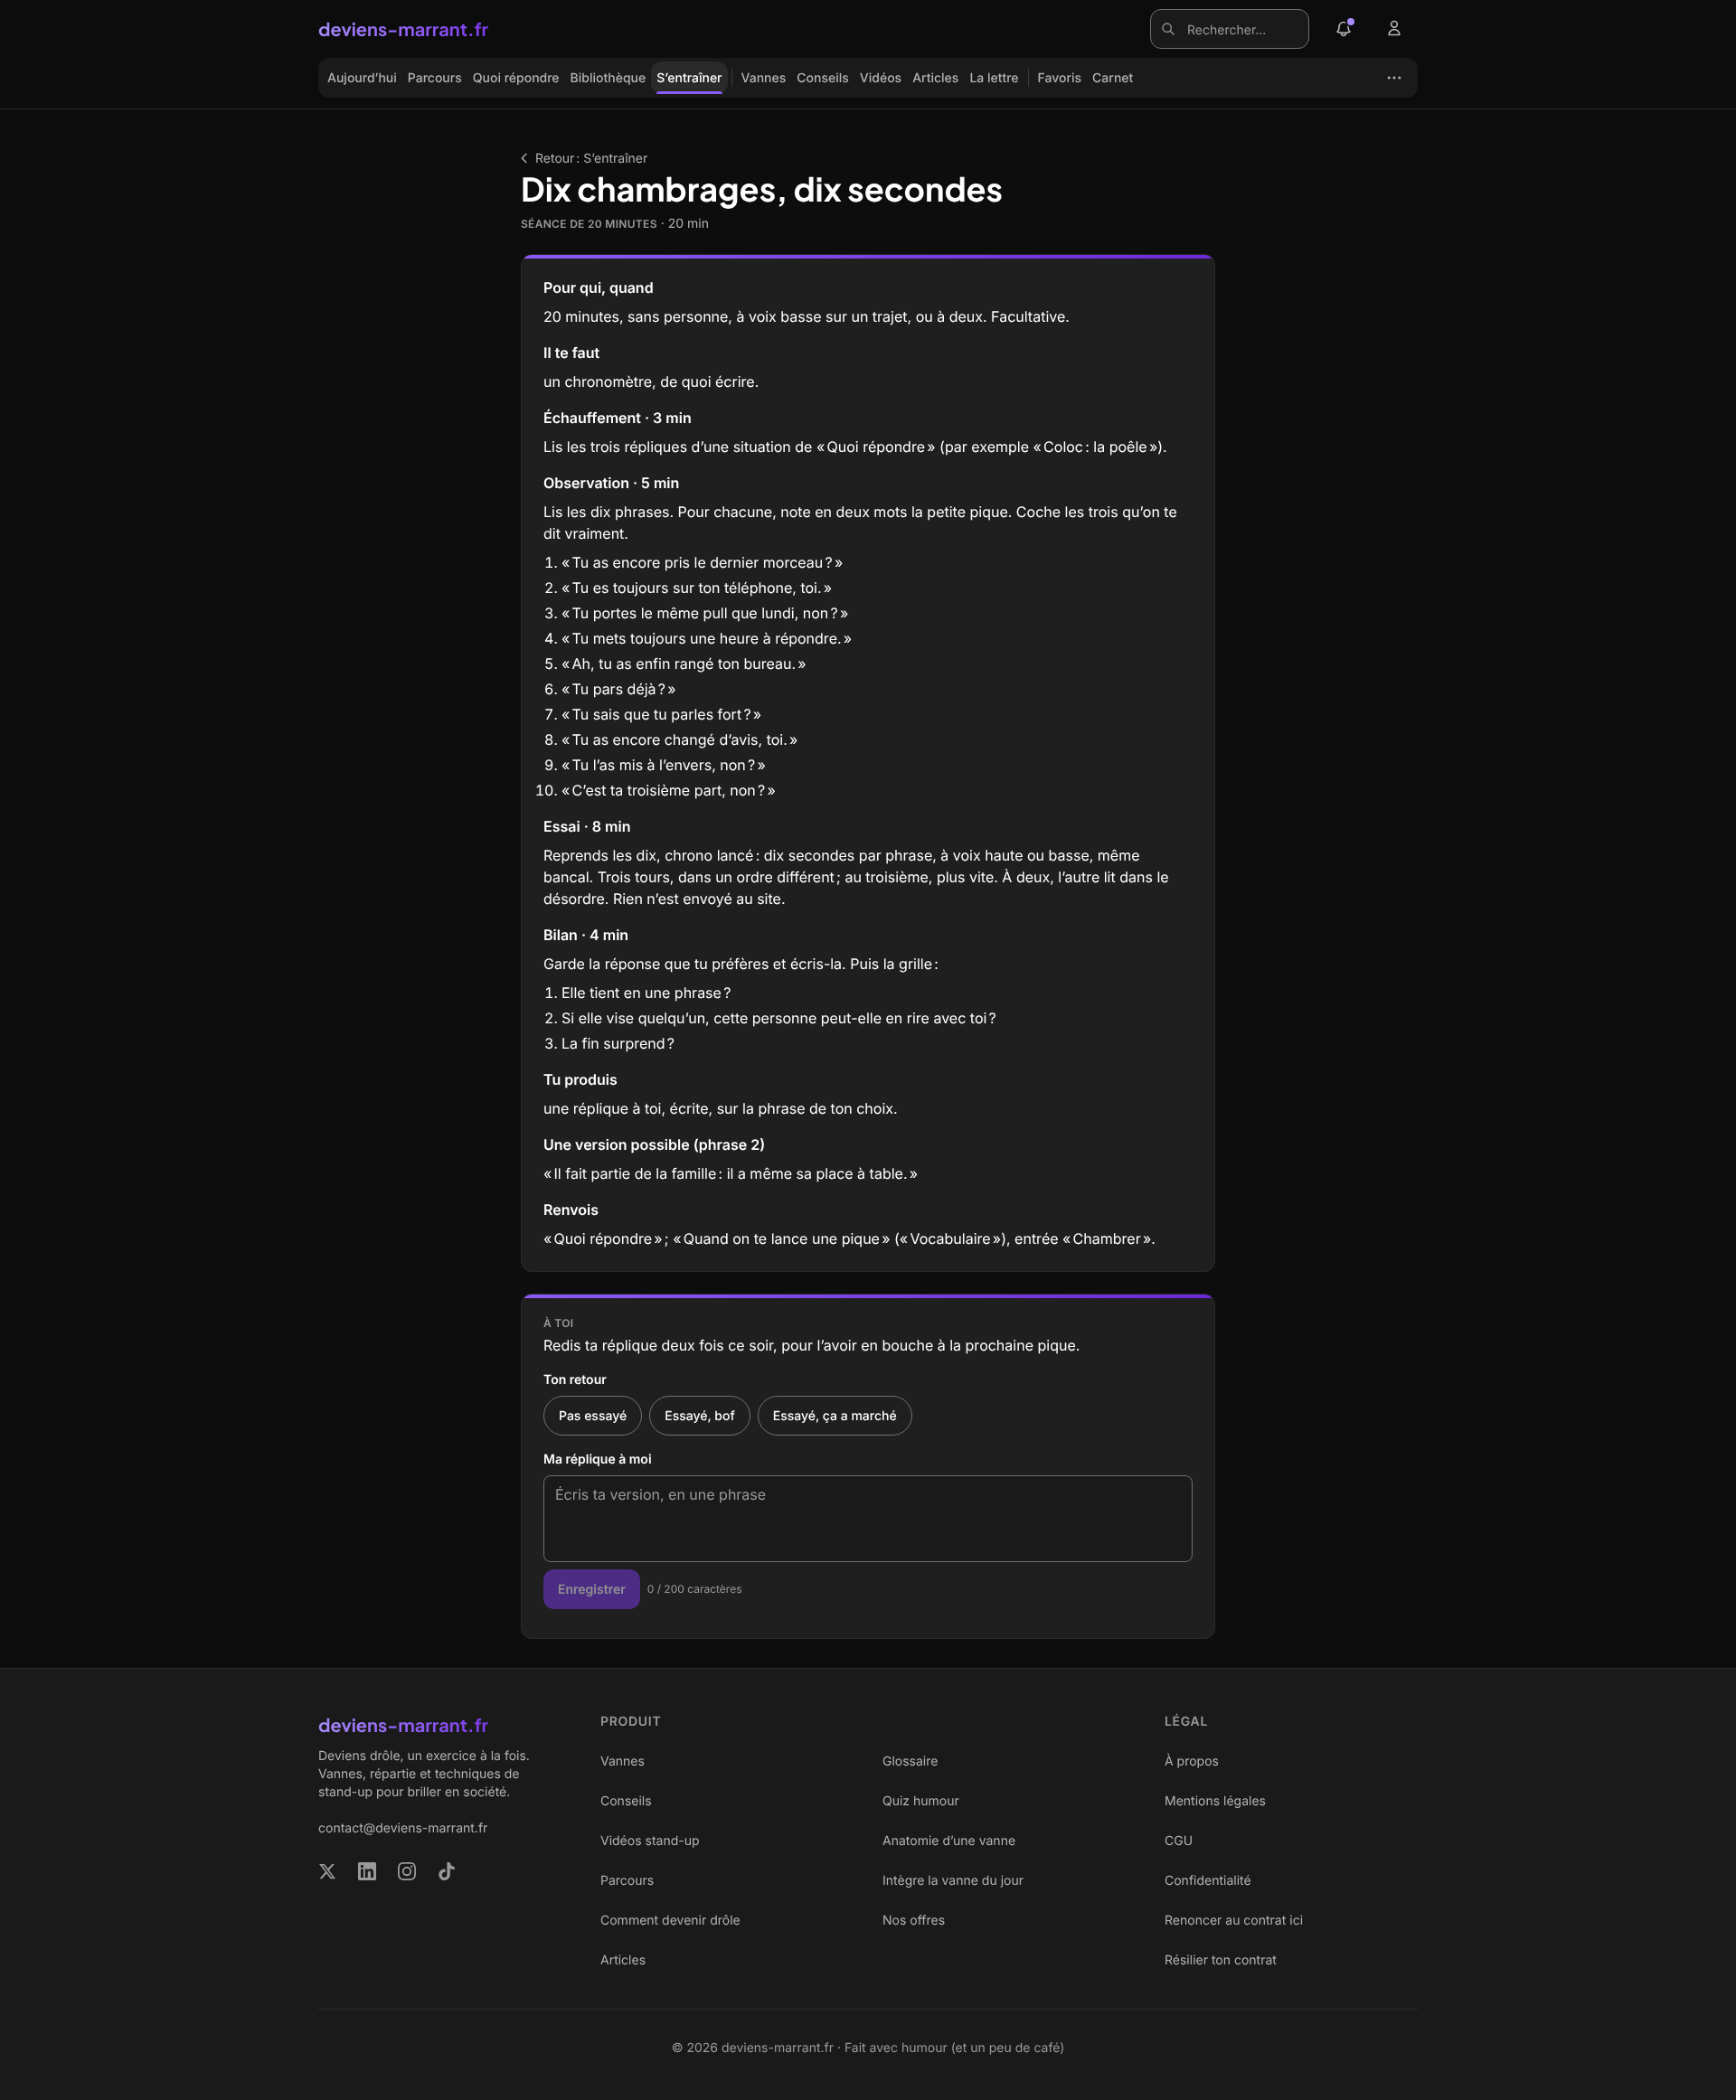 deviens-marrant.fr
Rechercher...
Aujourd’hui Parcours Quoi répondre Bibliothèque S’entraîner Vannes Conseils Vidéos Articles La lettre Favoris Carnet
Retour : S’entraîner
Dix chambrages, dix secondes
SÉANCE DE 20 MINUTES · 20 min
Pour qui, quand
20 minutes, sans personne, à voix basse sur un trajet, ou à deux. Facultative.
Il te faut
un chronomètre, de quoi écrire.
Échauffement · 3 min
Lis les trois répliques d’une situation de « Quoi répondre » (par exemple « Coloc : la poêle »).
Observation · 5 min
Lis les dix phrases. Pour chacune, note en deux mots la petite pique. Coche les trois qu’on te
dit vraiment.
1. « Tu as encore pris le dernier morceau ? »
2. « Tu es toujours sur ton téléphone, toi. »
3. « Tu portes le même pull que lundi, non ? »
4. « Tu mets toujours une heure à répondre. »
5. « Ah, tu as enfin rangé ton bureau. »
6. « Tu pars déjà ? »
7. « Tu sais que tu parles fort ? »
8. « Tu as encore changé d’avis, toi. »
9. « Tu l’as mis à l’envers, non ? »
10. « C’est ta troisième part, non ? »
Essai · 8 min
Reprends les dix, chrono lancé : dix secondes par phrase, à voix haute ou basse, même
bancal. Trois tours, dans un ordre différent ; au troisième, plus vite. À deux, l’autre lit dans le
désordre. Rien n’est envoyé au site.
Bilan · 4 min
Garde la réponse que tu préfères et écris-la. Puis la grille :
1. Elle tient en une phrase ?
2. Si elle vise quelqu’un, cette personne peut-elle en rire avec toi ?
3. La fin surprend ?
Tu produis
une réplique à toi, écrite, sur la phrase de ton choix.
Une version possible (phrase 2)
« Il fait partie de la famille : il a même sa place à table. »
Renvois
« Quoi répondre » ; « Quand on te lance une pique » (« Vocabulaire »), entrée « Chambrer ».
À TOI
Redis ta réplique deux fois ce soir, pour l’avoir en bouche à la prochaine pique.
Ton retour
Pas essayé Essayé, bof Essayé, ça a marché
Ma réplique à moi
Écris ta version, en une phrase
Enregistrer 0 / 200 caractères
deviens-marrant.fr
Deviens drôle, un exercice à la fois.
Vannes, répartie et techniques de
stand-up pour briller en société.
contact@deviens-marrant.fr
PRODUIT
Vannes
Conseils
Vidéos stand-up
Parcours
Comment devenir drôle
Articles
Glossaire
Quiz humour
Anatomie d’une vanne
Intègre la vanne du jour
Nos offres
LÉGAL
À propos
Mentions légales
CGU
Confidentialité
Renoncer au contrat ici
Résilier ton contrat
© 2026 deviens-marrant.fr · Fait avec humour (et un peu de café)